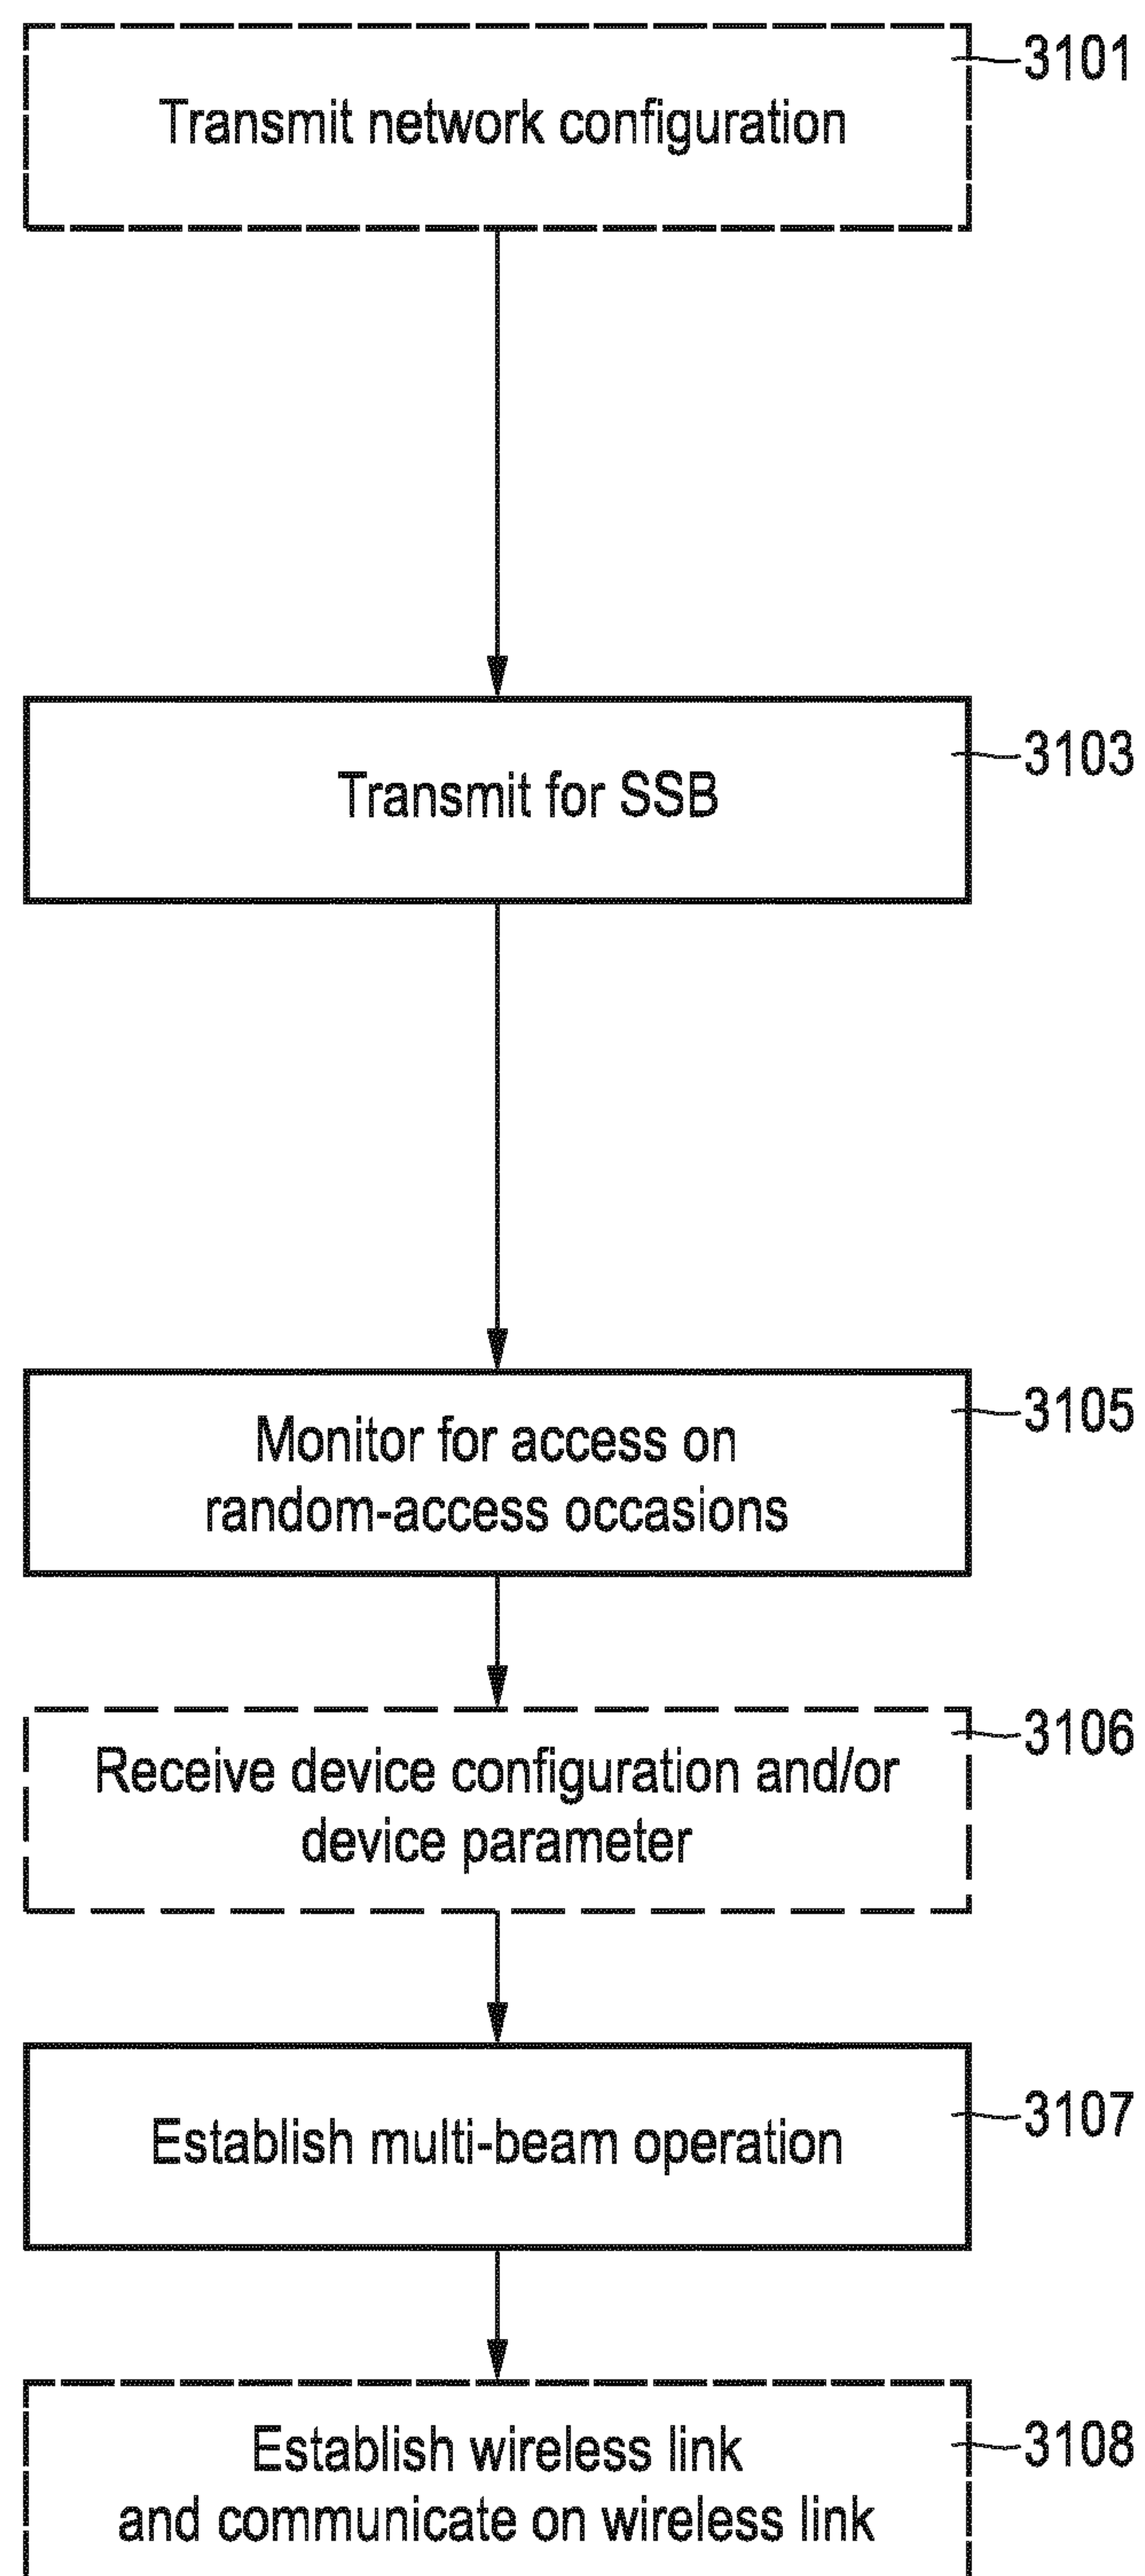 3101
Transmit network configuration
3103
Transmit for SSB
3105
Monitor for access on
random-access occasions
3106
Receive device configuration and/or
device parameter
3107
Establish multi-beam operation
3108
Establish wireless link
and communicate on wireless link